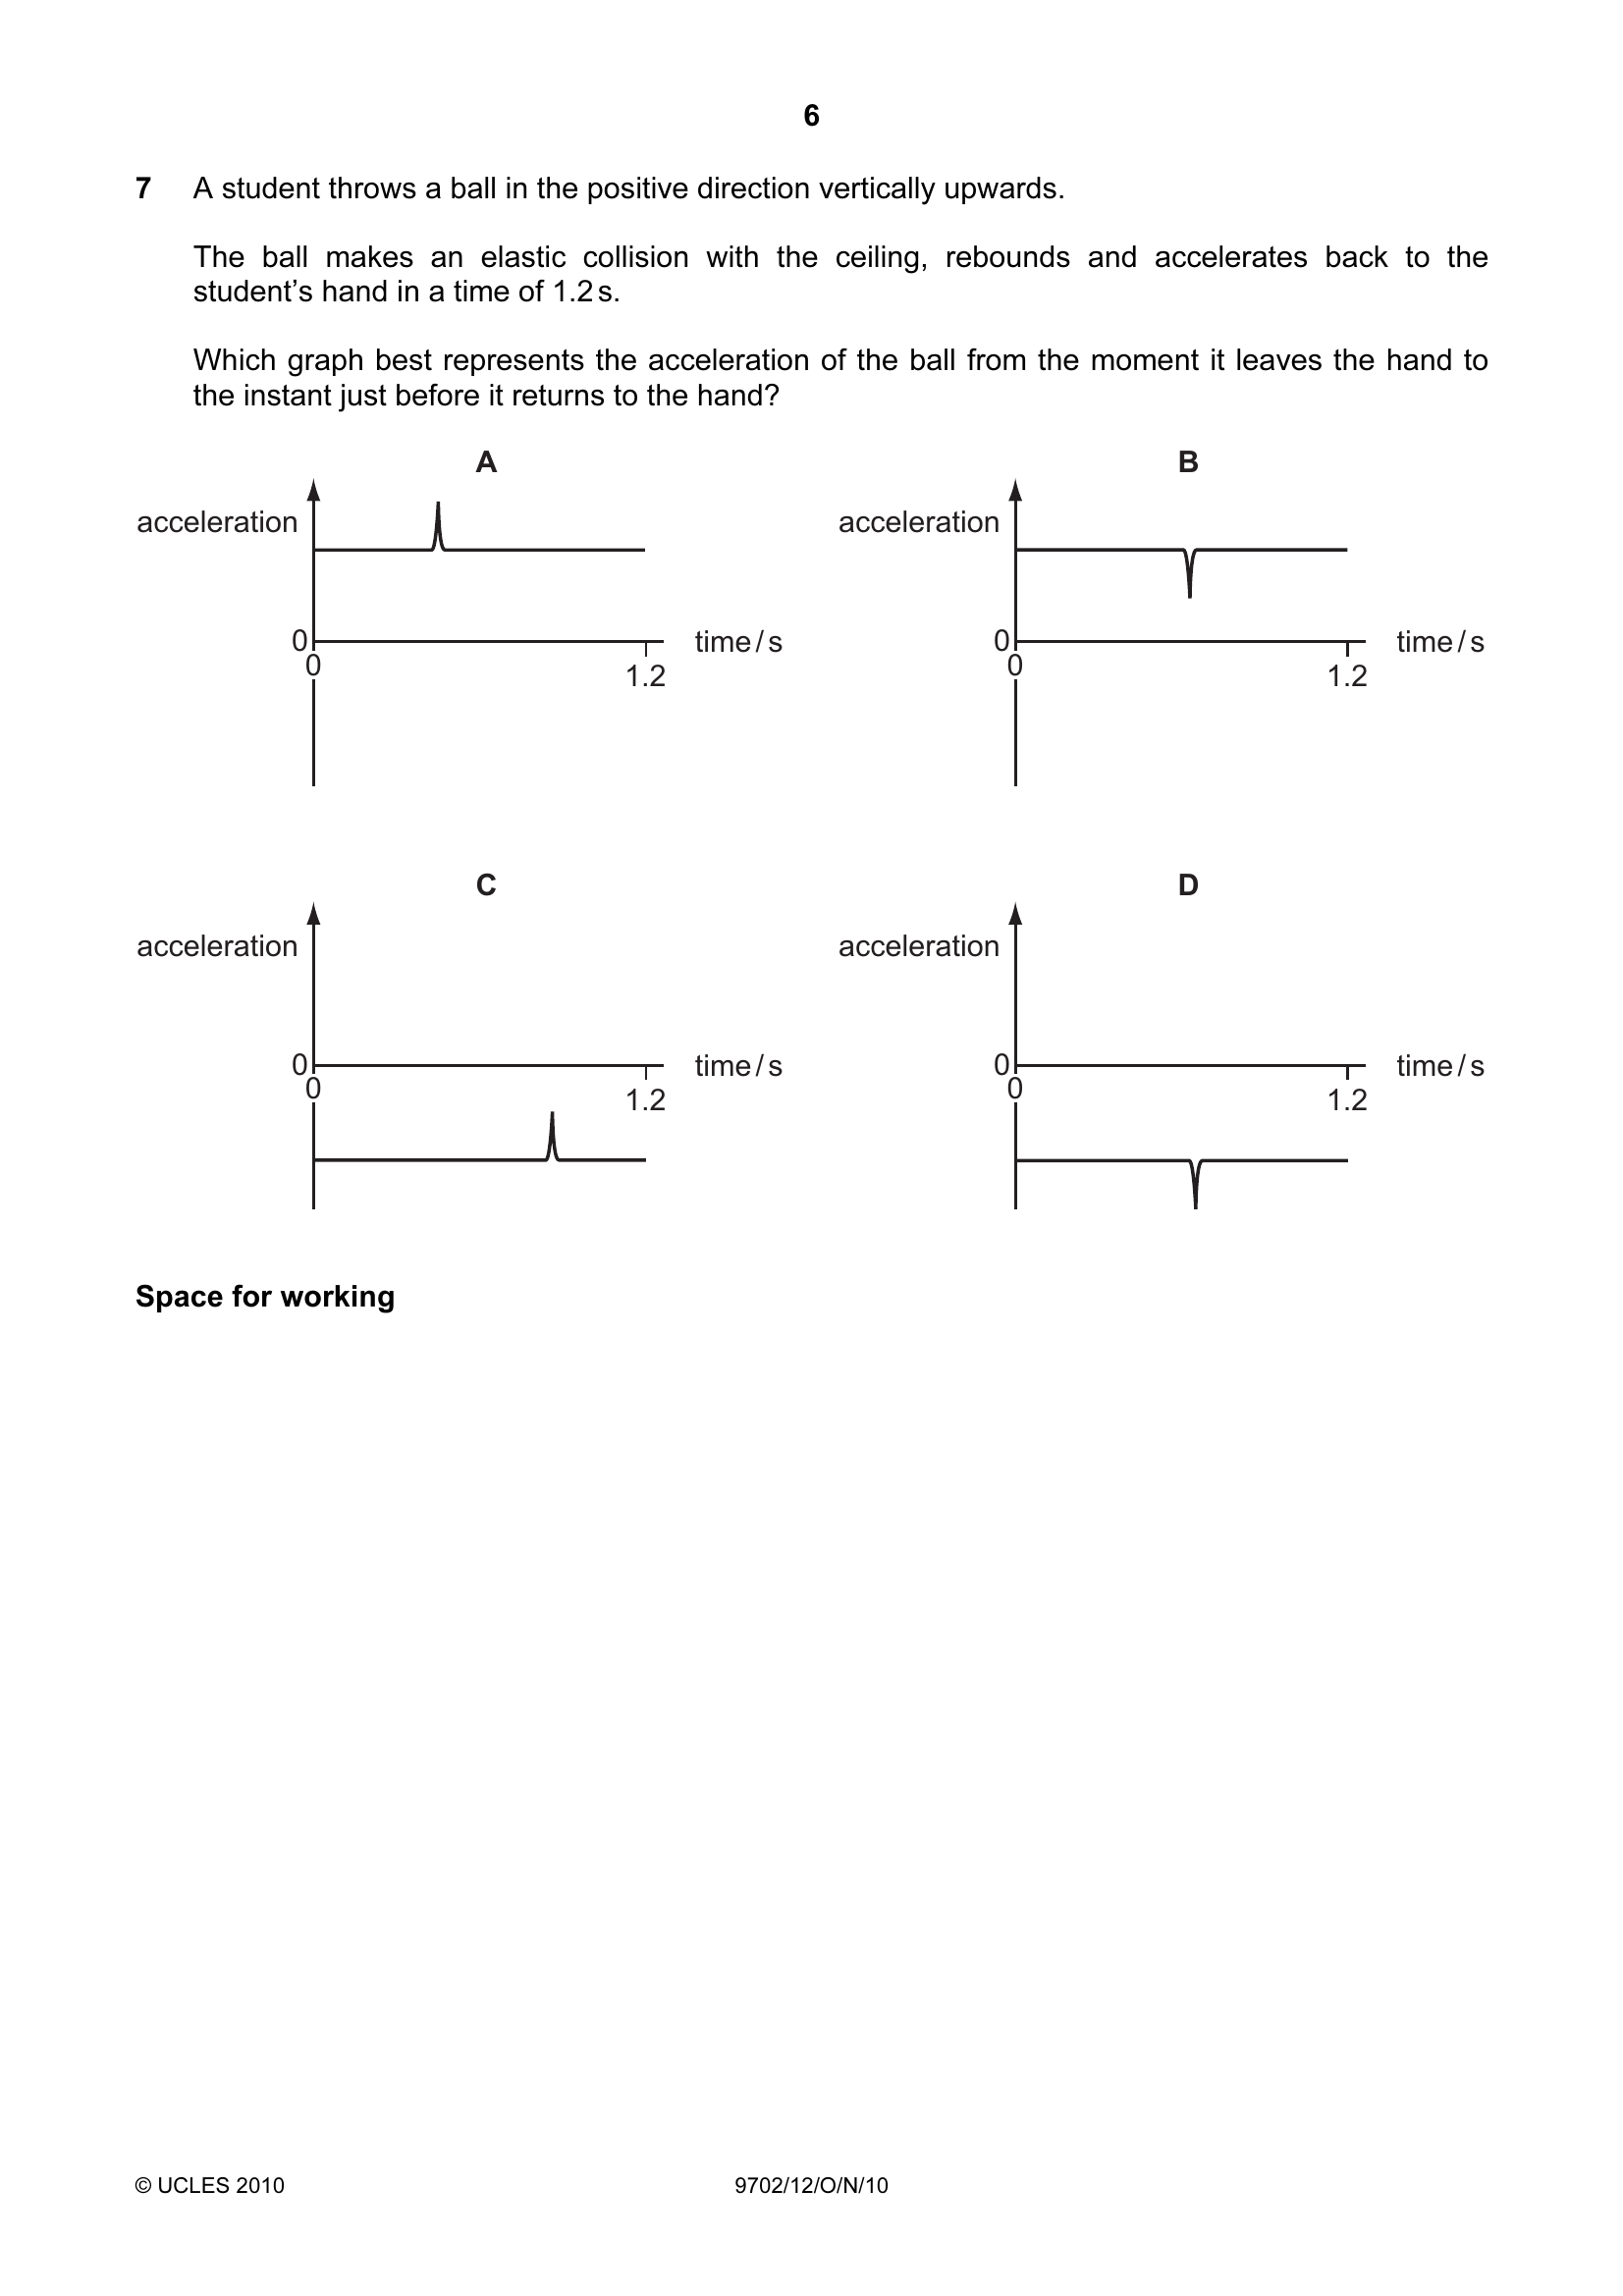 6
7 A student throws a ball in the positive direction vertically upwards.
The ball makes an elastic collision with the ceiling, rebounds and accelerates back to the
student’s hand in a time of 1.2 s.
Which graph best represents the acceleration of the ball from the moment it leaves the hand to
the instant just before it returns to the hand?
A
acceleration
0
0
1.2
time / s
B
acceleration
0
0
1.2
time / s
C
acceleration
0
0
1.2
time / s
D
acceleration
0
0
1.2
time / s
Space for working
© UCLES 2010
9702/12/O/N/10